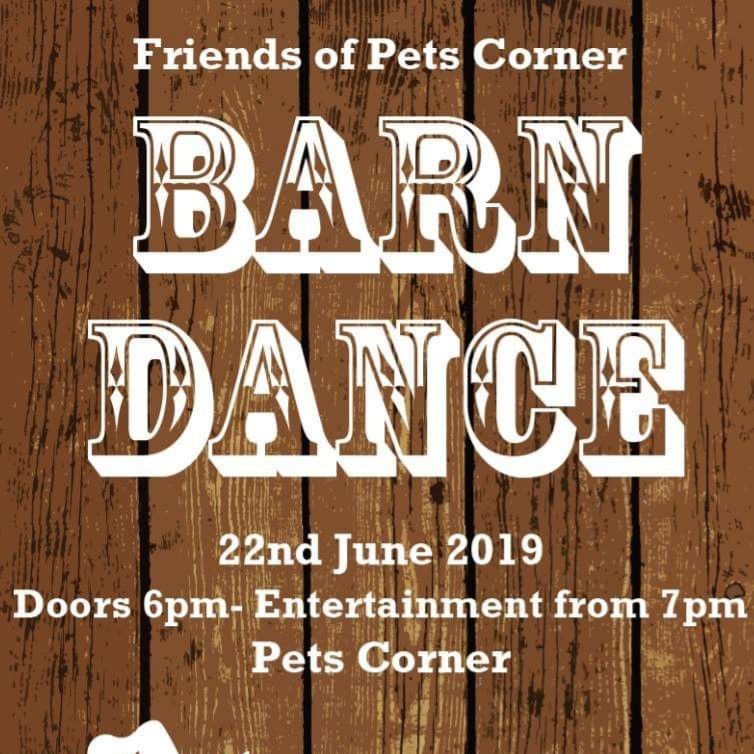 Friends of Pets Corner
BARN
DANCE
22nd June 2019
Doors 6pm- Entertainment from 7pm
Pets Corner